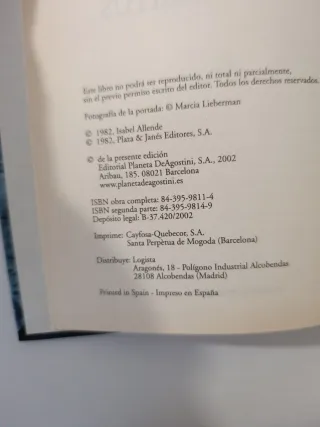 Este libro no podrá ser reproducido, ni total ni parcialmente,
sin el previo permiso escrito del editor. Todos los derechos reservados.
Fotografía de la portada: © Marcia Lieberman
© 1982, Isabel Allende
© 1982, Plaza & Janés Editores, S.A.
© de la presente edición
Editorial Planeta DeAgostini, S.A., 2002
Aribau, 185. 08021 Barcelona
www.planetadeagostini.es
ISBN obra completa: 84-395-9811-4
ISBN segunda parte: 84-395-9814-9
Depósito legal: B-37.420/2002
Imprime: Cayfosa-Quebecor, S.A.
Santa Perpètua de Mogoda (Barcelona)
Distribuye: Logista
Aragonés, 18 - Polígono Industrial Alcobendas
28108 Alcobendas (Madrid)
Printed in Spain - Impreso en España